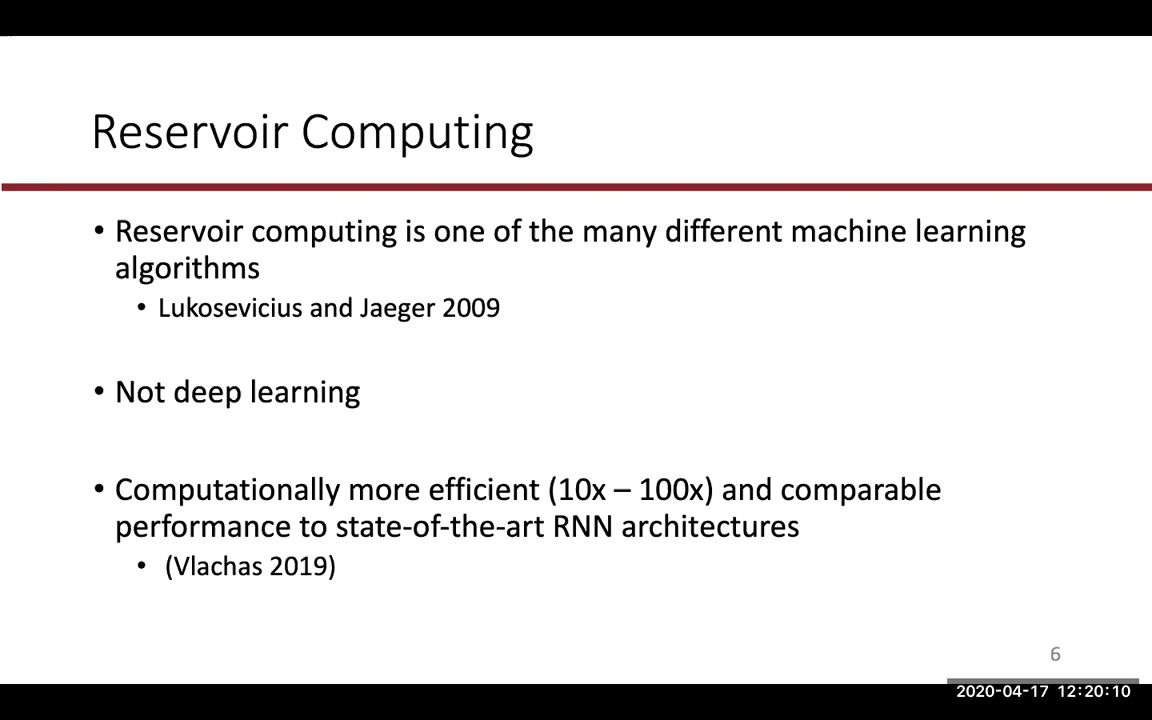 Reservoir Computing
• Reservoir computing is one of the many different machine learning
algorithms
• Lukosevicius and Jaeger 2009
• Not deep learning
• Computationally more efficient (10x – 100x) and comparable
performance to state-of-the-art RNN architectures
• (Vlachas 2019)
6
2020-04-17 12:20:10